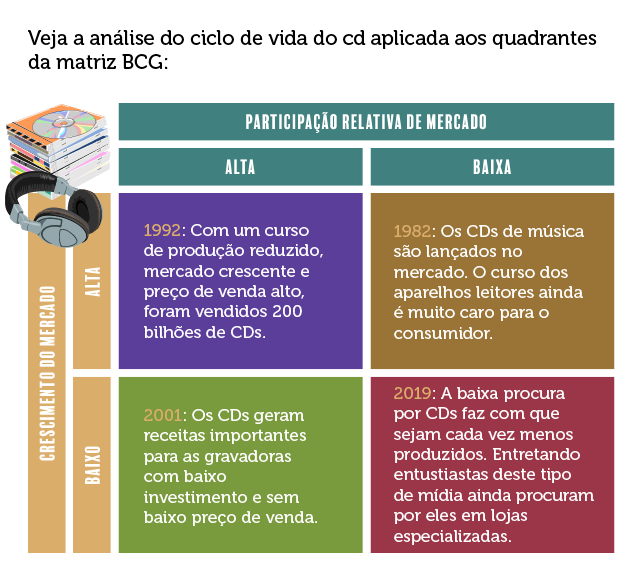 Veja a análise do ciclo de vida do cd aplicada aos quadrantes
da matriz BCG:
PARTICIPAÇÃO RELATIVA DE MERCADO
ALTA
BAIXA
CRESCIMENTO DO MERCADO
ALTA
1992: Com um curso
de produção reduzido,
mercado crescente e
preço de venda alto,
foram vendidos 200
bilhões de CDs.
1982: Os CDs de música
são lançados no
mercado. O curso dos
aparelhos leitores ainda
é muito caro para o
consumidor.
BAIXO
2001: Os CDs geram
receitas importantes
para as gravadoras
com baixo
investimento e sem
baixo preço de venda.
2019: A baixa procura
por CDs faz com que
sejam cada vez menos
produzidos. Entretando
entustiastas deste tipo
de mídia ainda procuram
por eles em lojas
especializadas.